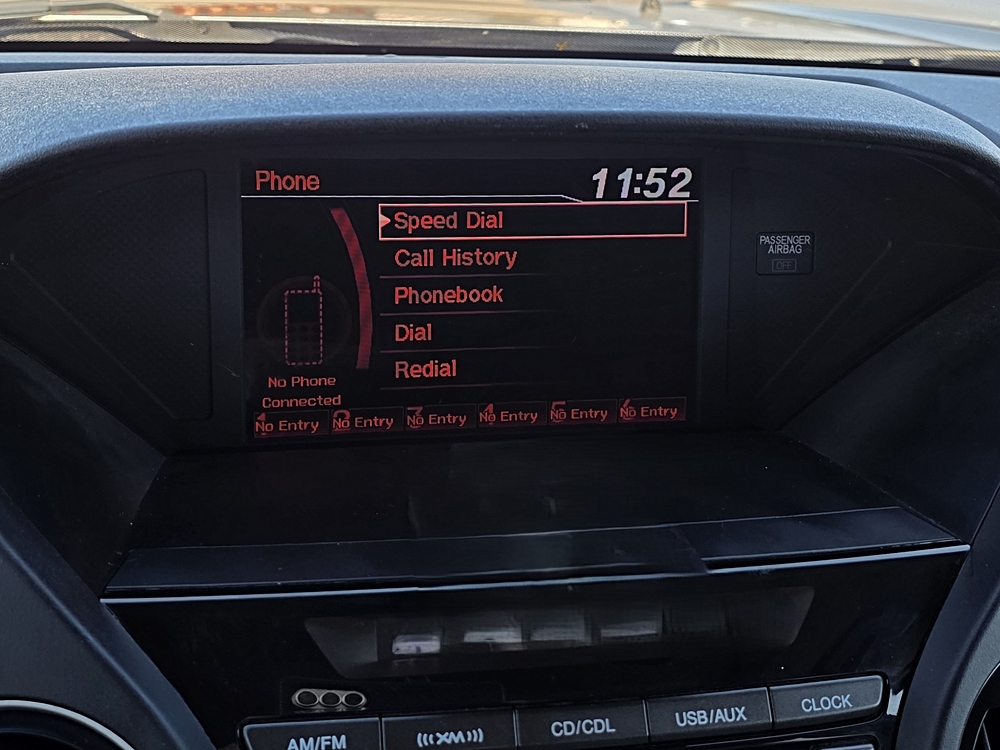 Phone
11:52
Speed Dial
Call History
Phonebook
Dial
Redial
No Phone
Connected
1 No Entry
2 No Entry
3 No Entry
4 No Entry
5 No Entry
6 No Entry
PASSENGER
AIRBAG
OFF
AM/FM
(((XM)))
CD/CDL
USB/AUX
CLOCK